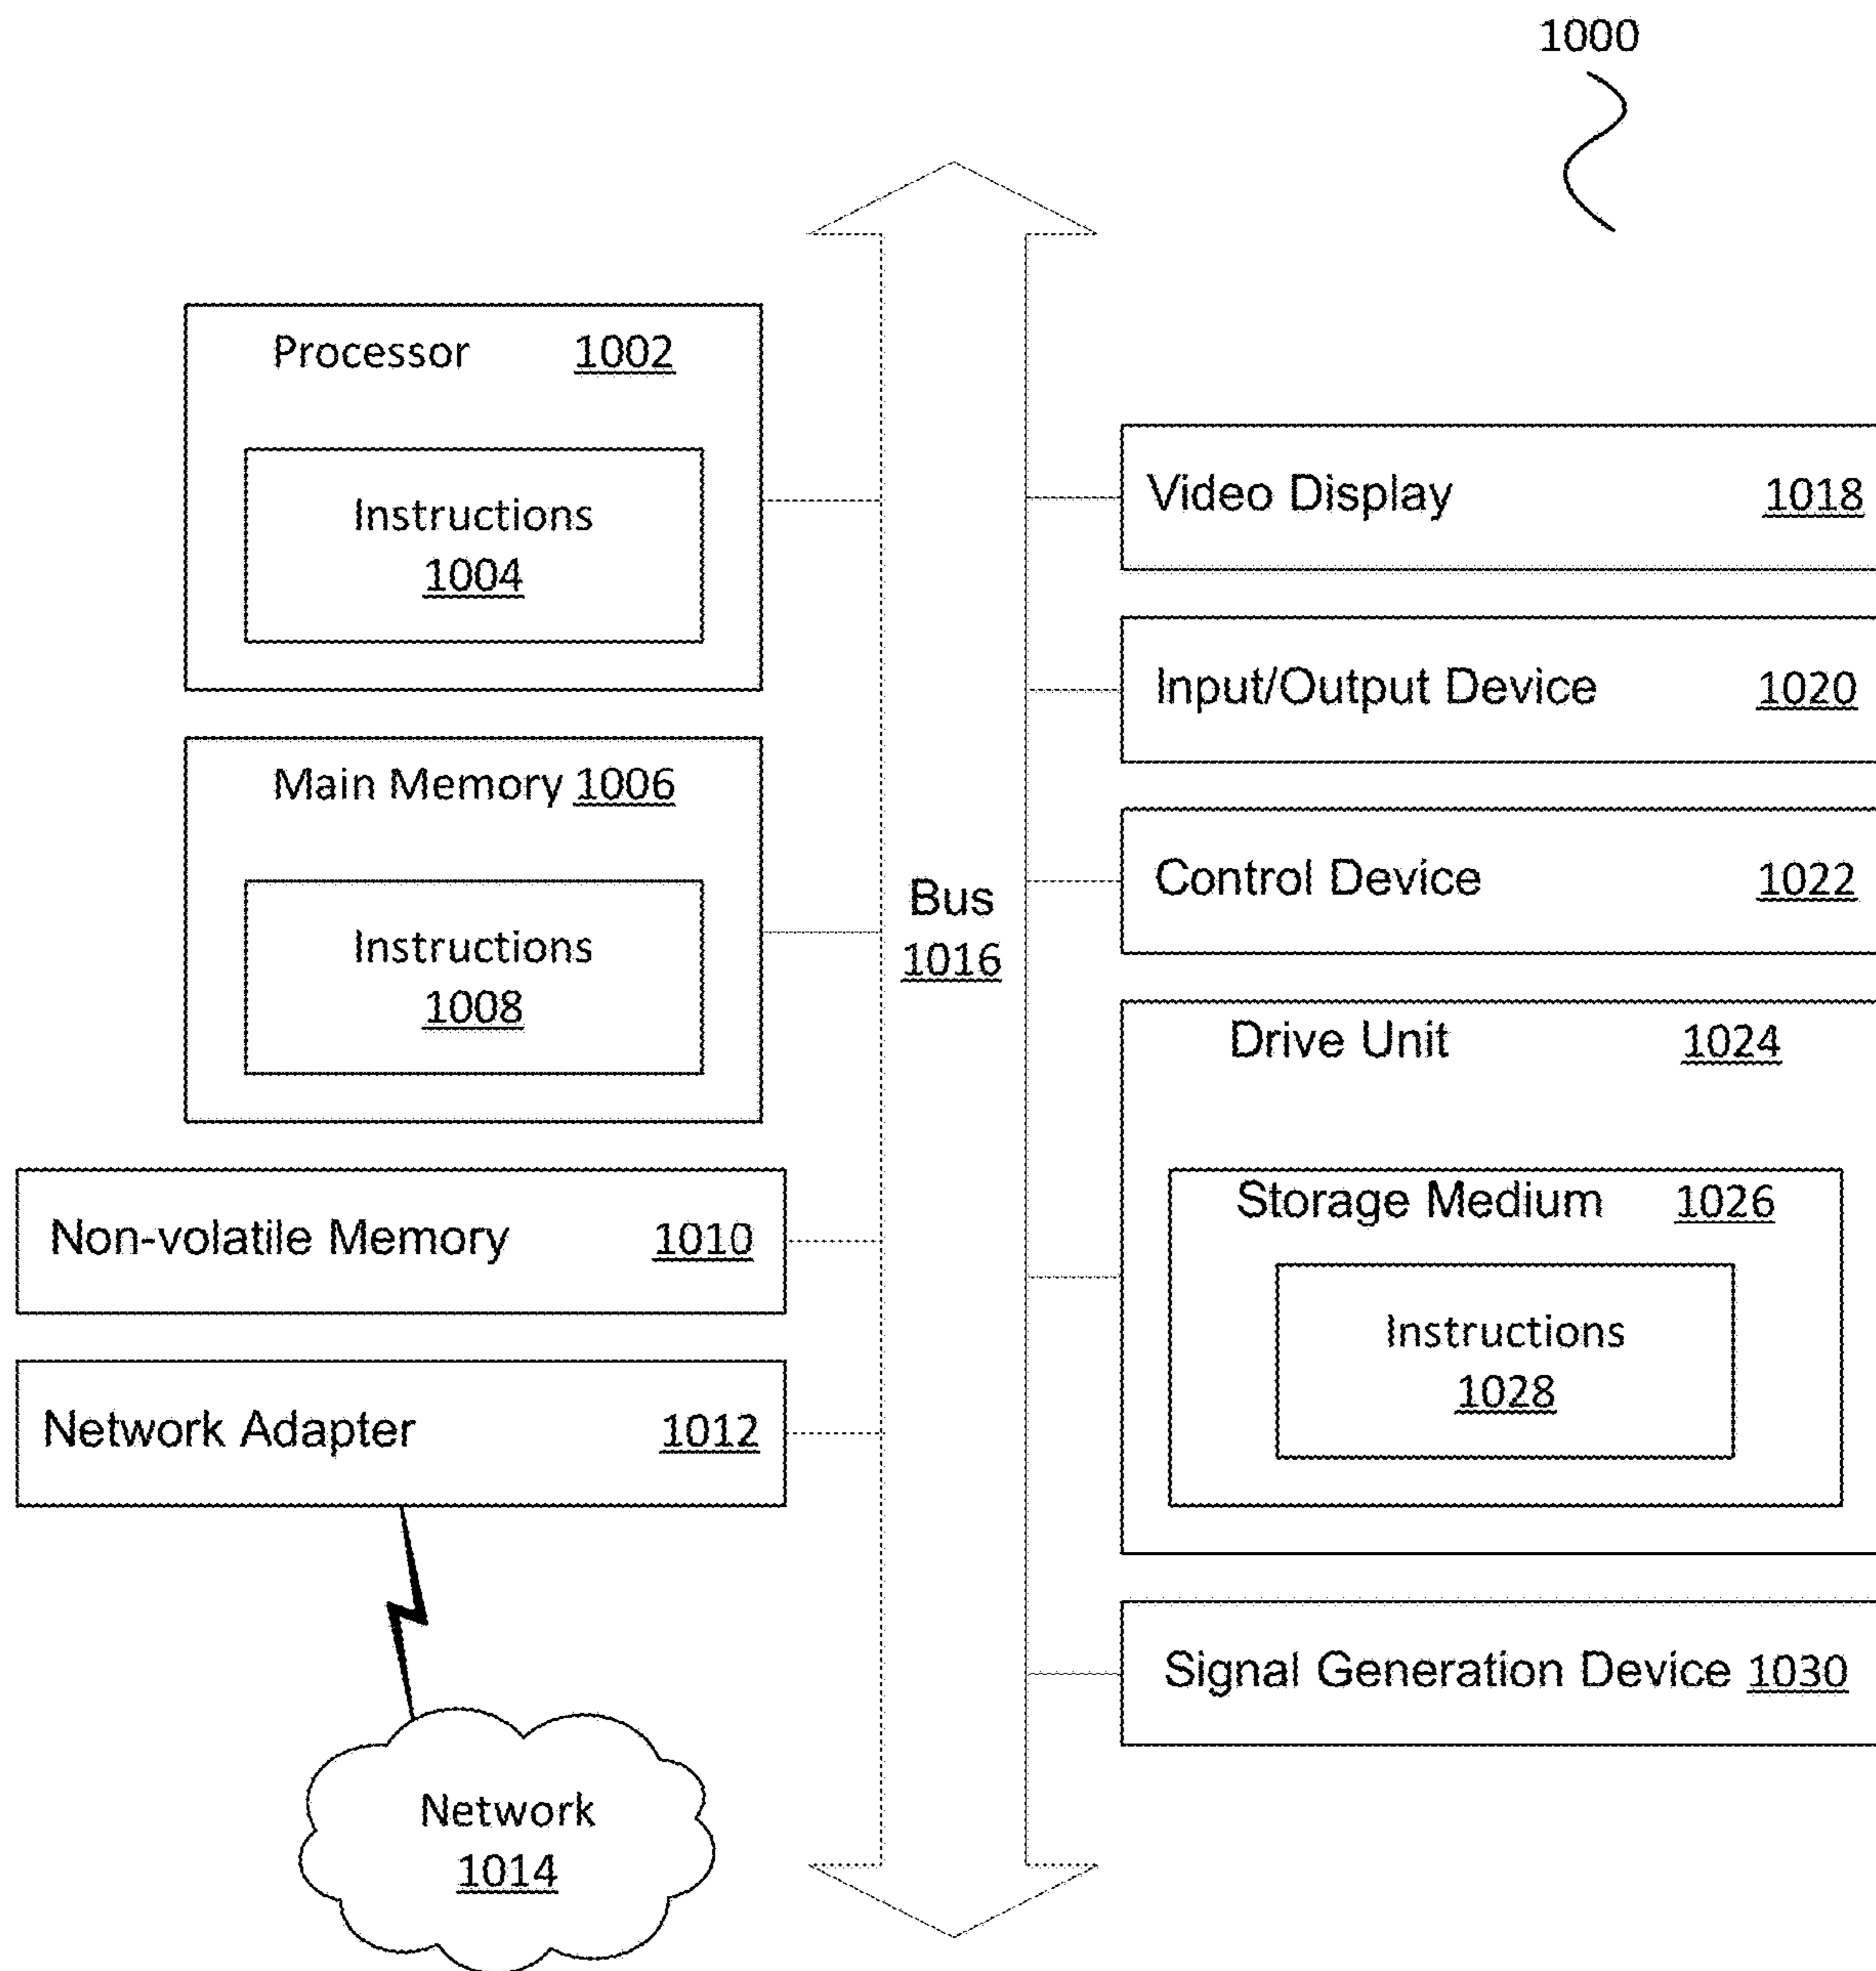 1000
Processor 1002
Instructions
1004
Main Memory 1006
Instructions
1008
Non-volatile Memory 1010
Network Adapter 1012
Network
1014
Bus
1016
Video Display 1018
Input/Output Device 1020
Control Device 1022
Drive Unit 1024
Storage Medium 1026
Instructions
1028
Signal Generation Device 1030